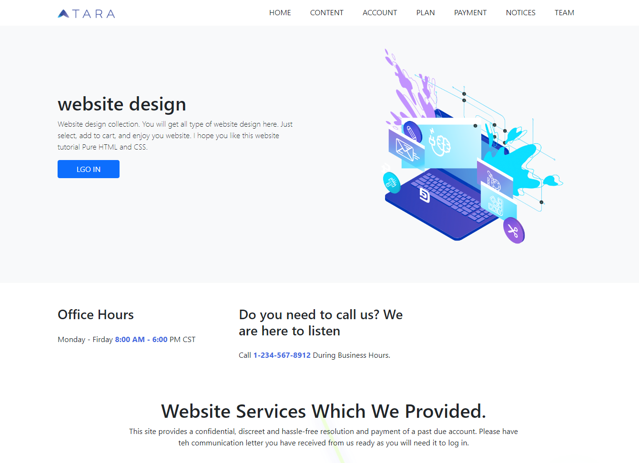 ATARA
HOME CONTENT ACCOUNT PLAN PAYMENT NOTICES TEAM
website design
Website design collection. You will get all type of website design here. Just
select, add to cart, and enjoy you website. I hope you like this website
tutorial Pure HTML and CSS.
LGO IN
Office Hours
Monday - Firday 8:00 AM - 6:00 PM CST
Do you need to call us? We
are here to listen
Call 1-234-567-8912 During Business Hours.
Website Services Which We Provided.
This site provides a confidential, discreet and hassle-free resolution and payment of a past due account. Please have
teh communication letter you have received from us ready as you will need it to log in.